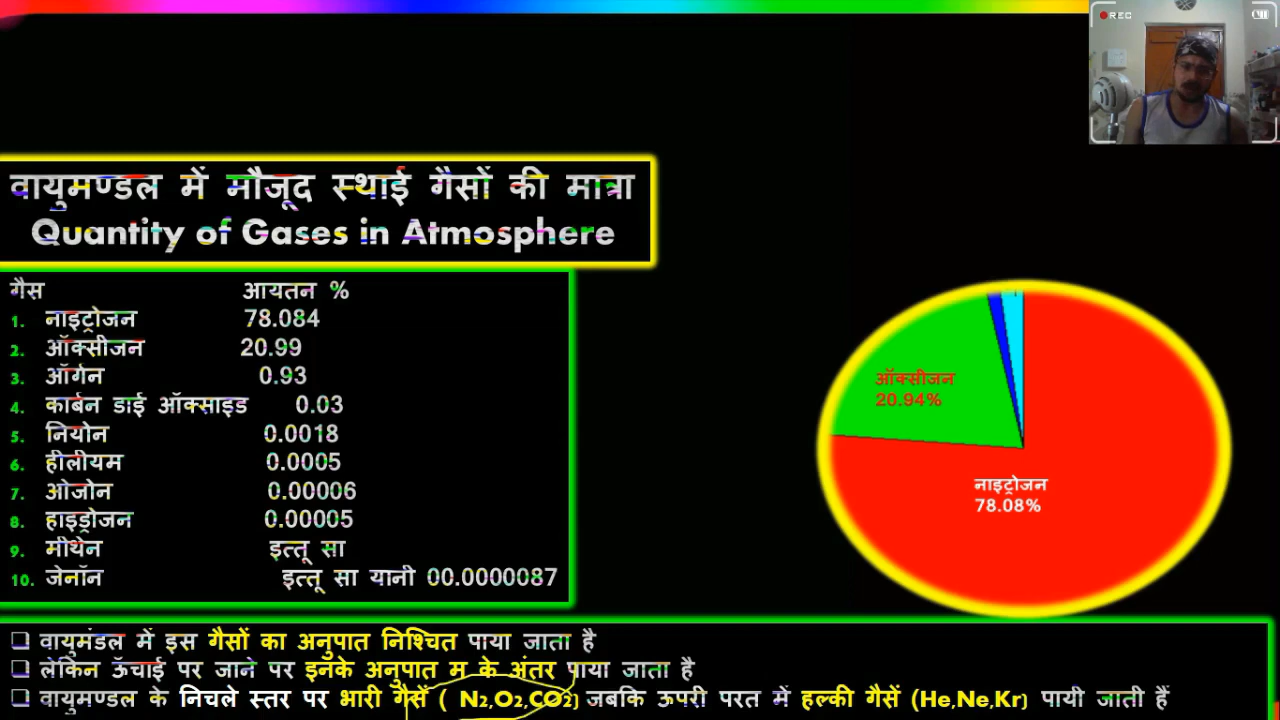 REC
वायुमण्डल में मौजूद स्थाई गैसों की मात्रा
Quantity of Gases in Atmosphere
गैस आयतन %
1. नाइट्रोजन 78.084
2. ऑक्सीजन 20.99
3. ऑर्गन 0.93
4. कार्बन डाई ऑक्साइड 0.03
5. नियोन 0.0018
6. हीलीयम 0.0005
7. ओजोन 0.00006
8. हाइड्रोजन 0.00005
9. मीथेन इत्तू सा
10. जेनॉन इत्तू सा यानी 00.0000087
ऑक्सीजन
20.94%
नाइट्रोजन
78.08%
❑ वायुमंडल में इस गैसों का अनुपात निश्चित पाया जाता है
❑ लेकिन ऊँचाई पर जाने पर इनके अनुपात म के अंतर पाया जाता है
❑ वायुमण्डल के निचले स्तर पर भारी गैसें ( N2,O2,CO2) जबकि ऊपरी परत में हल्की गैसें (He,Ne,Kr) पायी जाती हैं